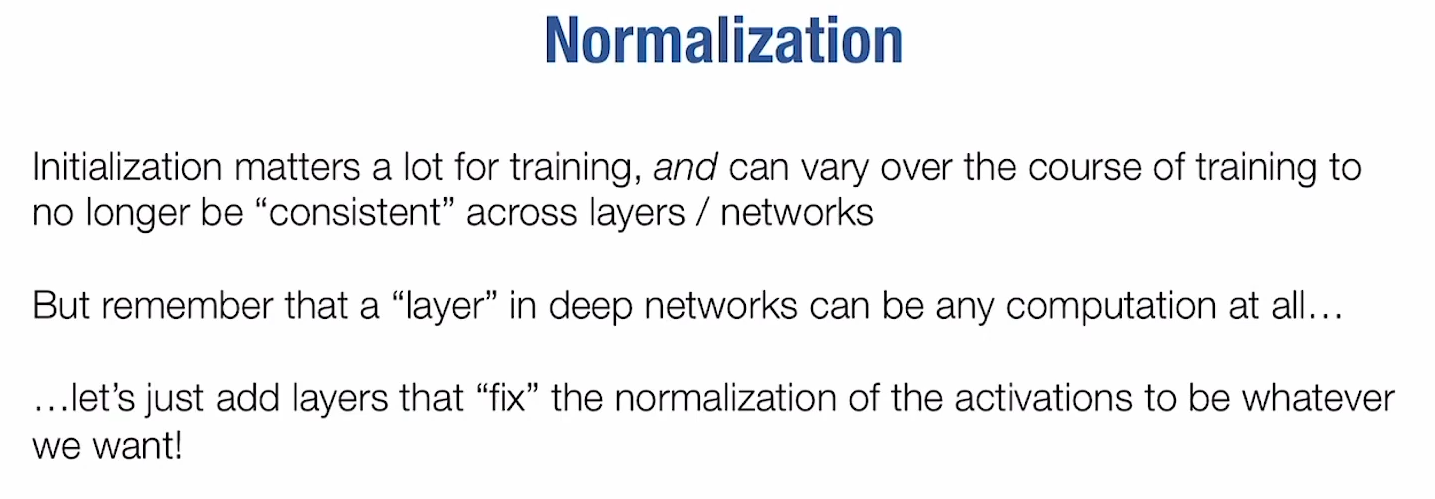 Normalization
Initialization matters a lot for training, and can vary over the course of training to
no longer be “consistent” across layers / networks
But remember that a “layer” in deep networks can be any computation at all…
…let’s just add layers that “fix” the normalization of the activations to be whatever
we want!